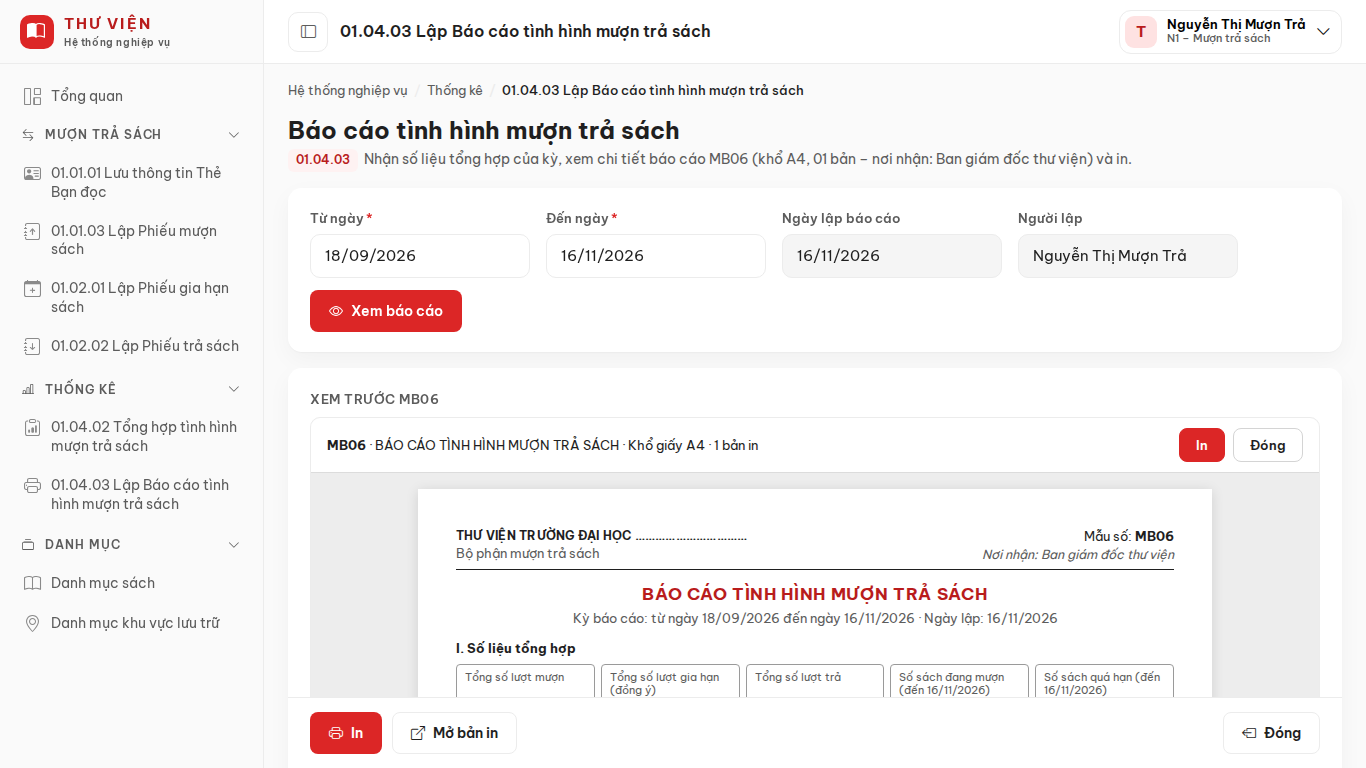 THƯ VIỆN
Hệ thống nghiệp vụ
01.04.03 Lập Báo cáo tình hình mượn trả sách
T
Nguyễn Thị Mượn Trả
N1 – Mượn trả sách
Tổng quan
MƯỢN TRẢ SÁCH
01.01.01 Lưu thông tin Thẻ
Bạn đọc
01.01.03 Lập Phiếu mượn
sách
01.02.01 Lập Phiếu gia hạn
sách
01.02.02 Lập Phiếu trả sách
THỐNG KÊ
01.04.02 Tổng hợp tình hình
mượn trả sách
01.04.03 Lập Báo cáo tình
hình mượn trả sách
DANH MỤC
Danh mục sách
Danh mục khu vực lưu trữ
Hệ thống nghiệp vụ / Thống kê / 01.04.03 Lập Báo cáo tình hình mượn trả sách
Báo cáo tình hình mượn trả sách
01.04.03 Nhận số liệu tổng hợp của kỳ, xem chi tiết báo cáo MB06 (khổ A4, 01 bản – nơi nhận: Ban giám đốc thư viện) và in.
Từ ngày * Đến ngày * Ngày lập báo cáo Người lập
18/09/2026 16/11/2026 16/11/2026 Nguyễn Thị Mượn Trả
Xem báo cáo
XEM TRƯỚC MB06
MB06 · BÁO CÁO TÌNH HÌNH MƯỢN TRẢ SÁCH · Khổ giấy A4 · 1 bản in
In Đóng
THƯ VIỆN TRƯỜNG ĐẠI HỌC ................................. Mẫu số: MB06
Bộ phận mượn trả sách Nơi nhận: Ban giám đốc thư viện
BÁO CÁO TÌNH HÌNH MƯỢN TRẢ SÁCH
Kỳ báo cáo: từ ngày 18/09/2026 đến ngày 16/11/2026 · Ngày lập: 16/11/2026
I. Số liệu tổng hợp
Tổng số lượt mượn
Tổng số lượt gia hạn
(đồng ý)
Tổng số lượt trả
Số sách đang mượn
(đến 16/11/2026)
Số sách quá hạn (đến
16/11/2026)
In Mở bản in Đóng